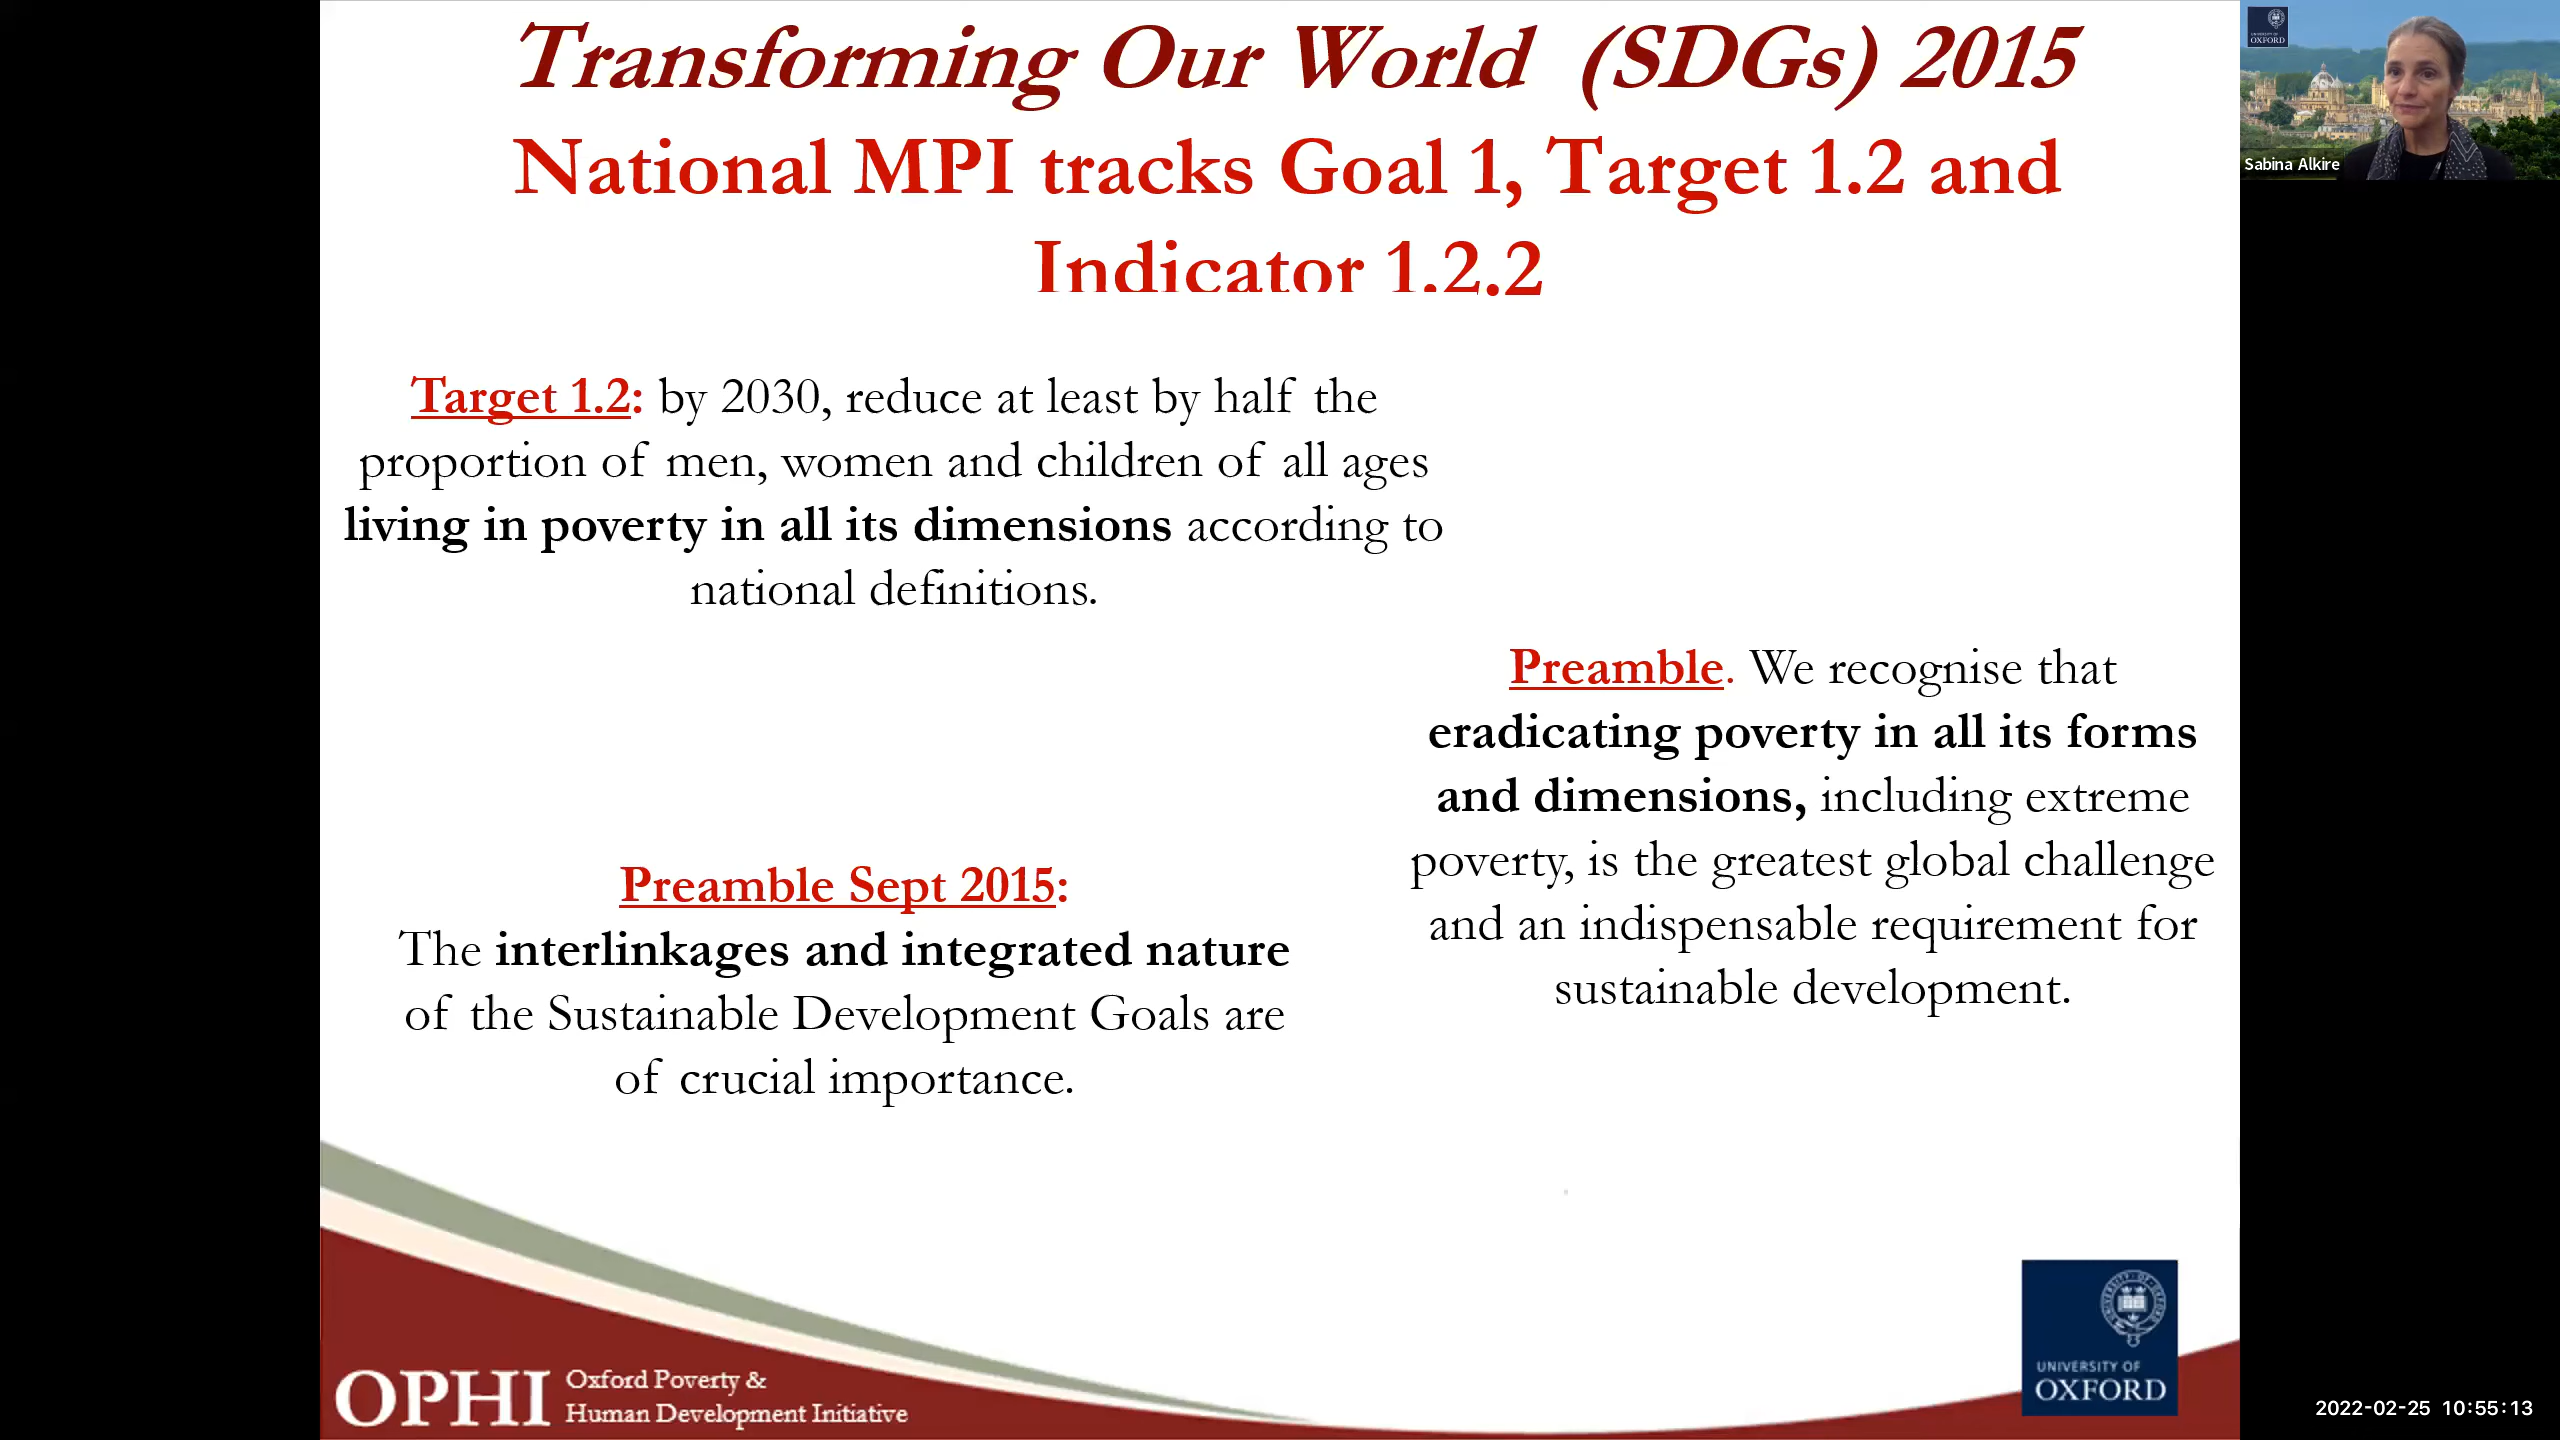 Transforming Our World (SDGs) 2015
National MPI tracks Goal 1, Target 1.2 and
Indicator 1.2.2
Target 1.2: by 2030, reduce at least by half the
proportion of men, women and children of all ages
living in poverty in all its dimensions according to
national definitions.
Preamble. We recognise that
eradicating poverty in all its forms
and dimensions, including extreme
poverty, is the greatest global challenge
and an indispensable requirement for
sustainable development.
Preamble Sept 2015:
The interlinkages and integrated nature
of the Sustainable Development Goals are
of crucial importance.
OPHI
Oxford Poverty &
Human Development Initiative
UNIVERSITY OF
OXFORD
UNIVERSITY OF
OXFORD
Sabina Alkire
2022-02-25 10:55:13